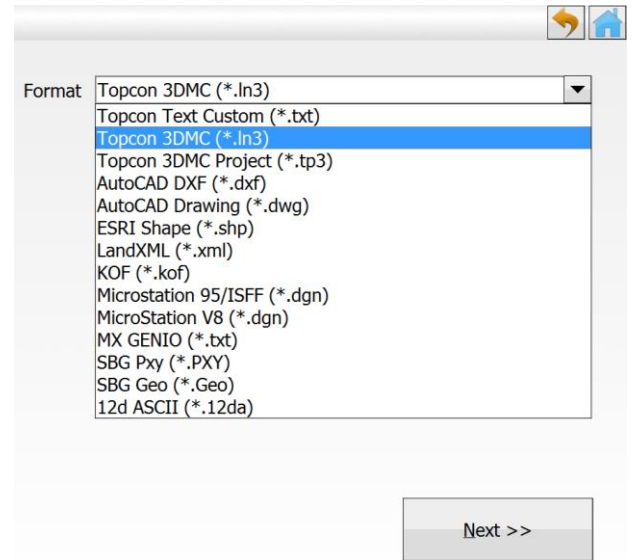 Format Topcon 3DMC (*.ln3)
Topcon Text Custom (*.txt)
Topcon 3DMC (*.ln3)
Topcon 3DMC Project (*.tp3)
AutoCAD DXF (*.dxf)
AutoCAD Drawing (*.dwg)
ESRI Shape (*.shp)
LandXML (*.xml)
KOF (*.kof)
Microstation 95/ISFF (*.dgn)
MicroStation V8 (*.dgn)
MX GENIO (*.txt)
SBG Pxy (*.PXY)
SBG Geo (*.Geo)
12d ASCII (*.12da)
Next >>